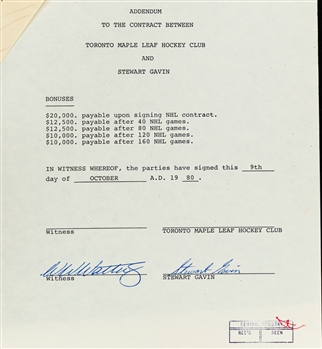 ADDENDUM
TO THE CONTRACT BETWEEN
TORONTO MAPLE LEAF HOCKEY CLUB
AND
STEWART GAVIN
BONUSES
$20,000. payable upon signing NHL contract.
$12,500. payable after 40 NHL games.
$12,500. payable after 80 NHL games.
$10,000. payable after 120 NHL games.
$10,000. payable after 160 NHL games.
IN WITNESS WHEREOF, the parties have signed this 9th
day of OCTOBER A.D. 19 80.
Witness TORONTO MAPLE LEAF HOCKEY CLUB
Stewart Gavin
Witness STEWART GAVIN